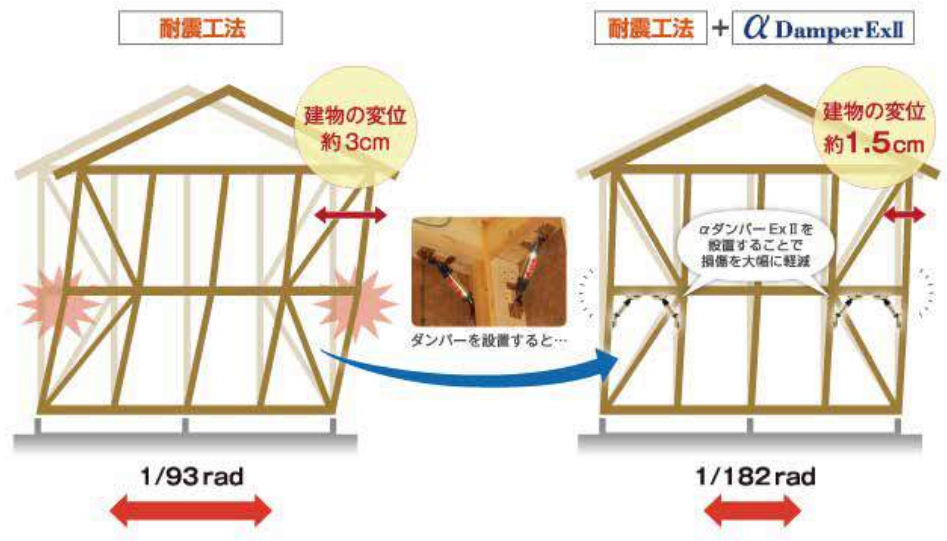 耐震工法
耐震工法 + α DamperExⅡ
建物の変位
約3cm
建物の変位
約1.5cm
αダンパー ExⅡを
設置することで
損傷を大幅に軽減
ダンパーを設置すると…
1/93rad
1/182rad